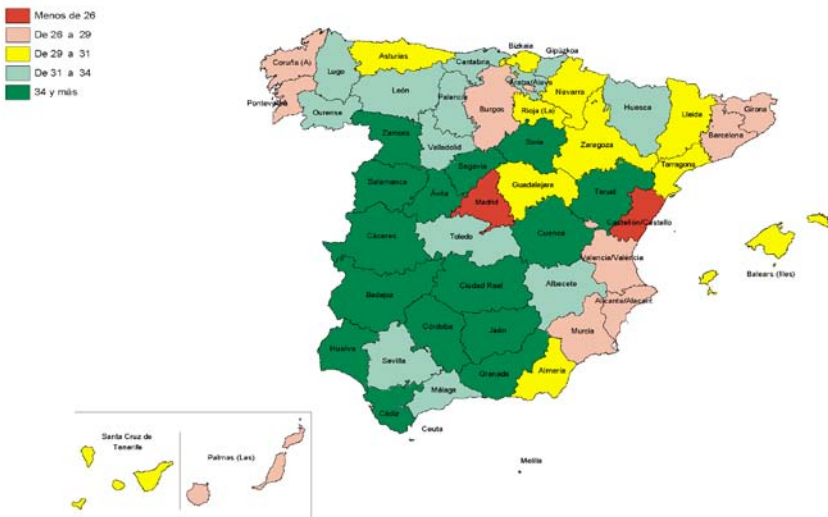 Menos de 26
De 26 a 29
De 29 a 31
De 31 a 34
34 y más
Coruña (A)
Lugo
Asturias
Cantabria
Bizkaia
Gipuzkoa
Araba/Álava
Navarra
Pontevedra
Ourense
León
Palencia
Burgos
Rioja (La)
Huesca
Lleida
Girona
Barcelona
Zamora
Valladolid
Soria
Zaragoza
Tarragona
Segovia
Salamanca
Ávila
Madrid
Guadalajara
Teruel
Castellón/Castelló
Cáceres
Toledo
Cuenca
Valencia/València
Balears (Illes)
Badajoz
Ciudad Real
Albacete
Alicante/Alacant
Murcia
Córdoba
Jaén
Huelva
Sevilla
Granada
Almería
Málaga
Cádiz
Ceuta
Melilla
Santa Cruz de
Tenerife
Palmas (Las)